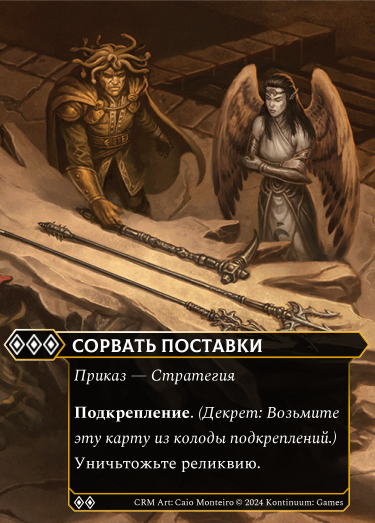 СОРВАТЬ ПОСТАВКИ
Приказ — Стратегия
Подкрепление. (Декрет: Возьмите
эту карту из колоды подкреплений.)
Уничтожьте реликвию.
CRM Art: Caio Monteiro © 2024 Kontinuum: Games